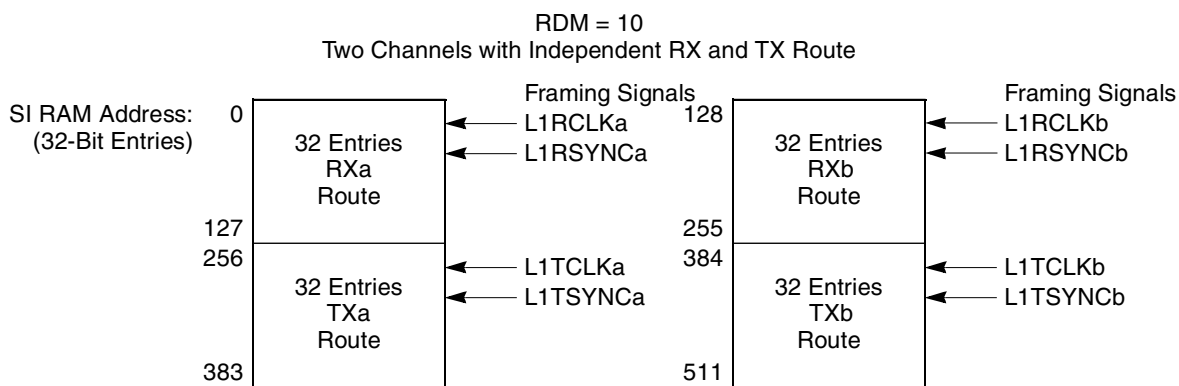 RDM = 10
Two Channels with Independent RX and TX Route
SI RAM Address:
(32-Bit Entries)
0
32 Entries
RXa
Route
127
Framing Signals
L1RCLKa
L1RSYNCa
256
32 Entries
TXa
Route
383
L1TCLKa
L1TSYNCa
128
32 Entries
RXb
Route
255
Framing Signals
L1RCLKb
L1RSYNCb
384
32 Entries
TXb
Route
511
L1TCLKb
L1TSYNCb